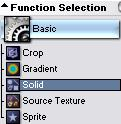 Function Selection
Basic
Crop
Gradient
Solid
Source Texture
Sprite